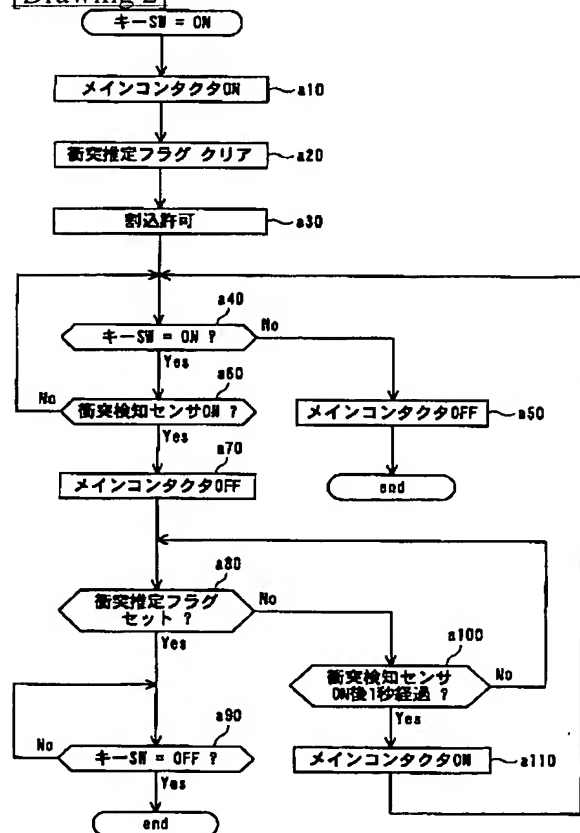 [Drawing 2]
キーSW = ON
メインコンタクタON
a10
衝突推定フラグ クリア
a20
割込許可
a30
a40
キーSW = ON ?
No
Yes
a60
No
衝突検知センサON ?
Yes
メインコンタクタOFF
a50
end
a70
メインコンタクタOFF
a80
衝突推定フラグ
セット ?
No
Yes
a100
衝突検知センサ
ON後1秒経過 ?
No
Yes
a90
No
キーSW = OFF ?
Yes
メインコンタクタON
a110
end